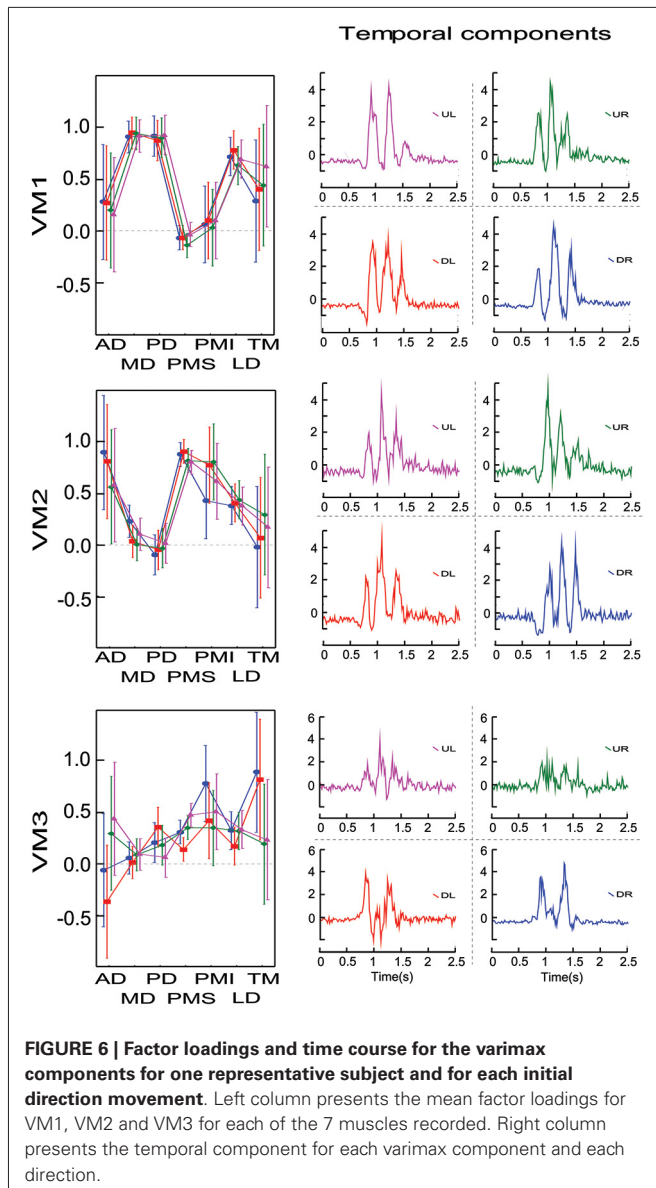 Temporal components
VM1
1.0
0.5
0.0
-0.5
AD PD PMI TM
MD PMS LD
4
2
0
UL
0 0.5 1 1.5 2 2.5
4
2
0
UR
0 0.5 1 1.5 2 2.5
4
2
0
DL
0 0.5 1 1.5 2 2.5
4
2
0
DR
0 0.5 1 1.5 2 2.5
VM2
1.0
0.5
0.0
-0.5
AD PD PMI TM
MD PMS LD
4
2
0
UL
0 0.5 1 1.5 2 2.5
4
2
0
UR
0 0.5 1 1.5 2 2.5
4
2
0
DL
0 0.5 1 1.5 2 2.5
4
2
0
DR
0 0.5 1 1.5 2 2.5
VM3
1.0
0.5
0.0
-0.5
AD PD PMI TM
MD PMS LD
6
4
2
0
UL
0 0.5 1 1.5 2 2.5
6
4
2
0
UR
0 0.5 1 1.5 2 2.5
6
4
2
0
DL
0 0.5 1 1.5 2 2.5
Time(s)
6
4
2
0
DR
0 0.5 1 1.5 2 2.5
Time(s)
FIGURE 6 | Factor loadings and time course for the varimax
components for one representative subject and for each initial
direction movement. Left column presents the mean factor loadings for
VM1, VM2 and VM3 for each of the 7 muscles recorded. Right column
presents the temporal component for each varimax component and each
direction.